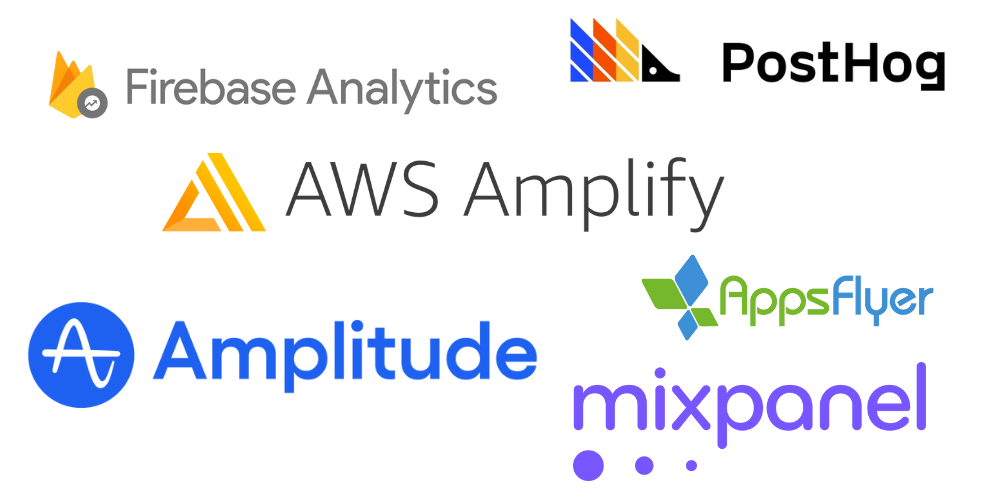 Firebase Analytics
PostHog
AWS Amplify
AppsFlyer
Amplitude
mixpanel